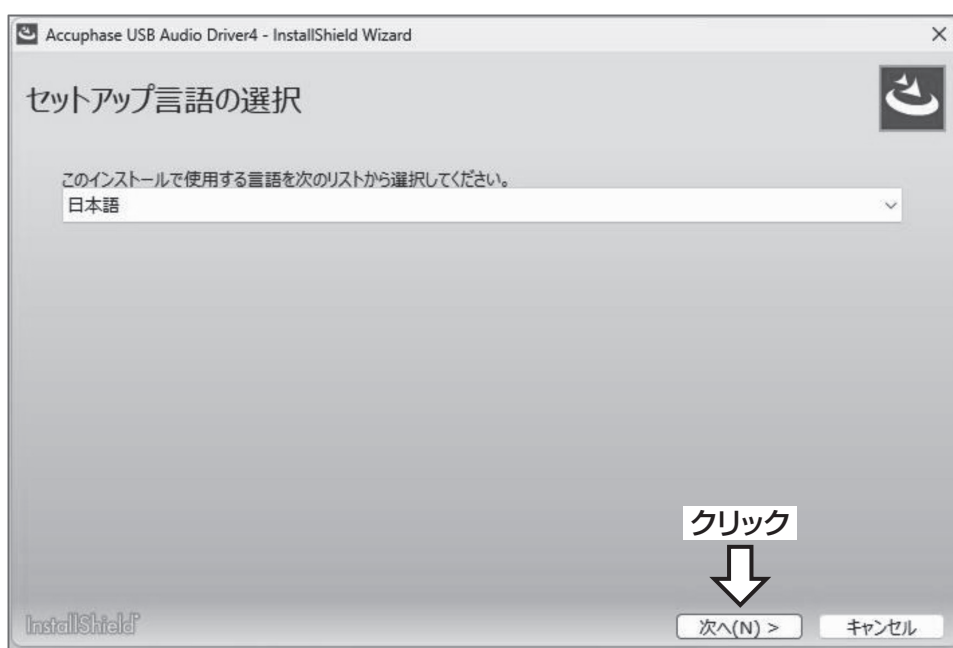 Accuphase USB Audio Driver4 - InstallShield Wizard
セットアップ言語の選択
このインストールで使用する言語を次のリストから選択してください。
日本語
クリック
InstallShield
次へ(N) > キャンセル